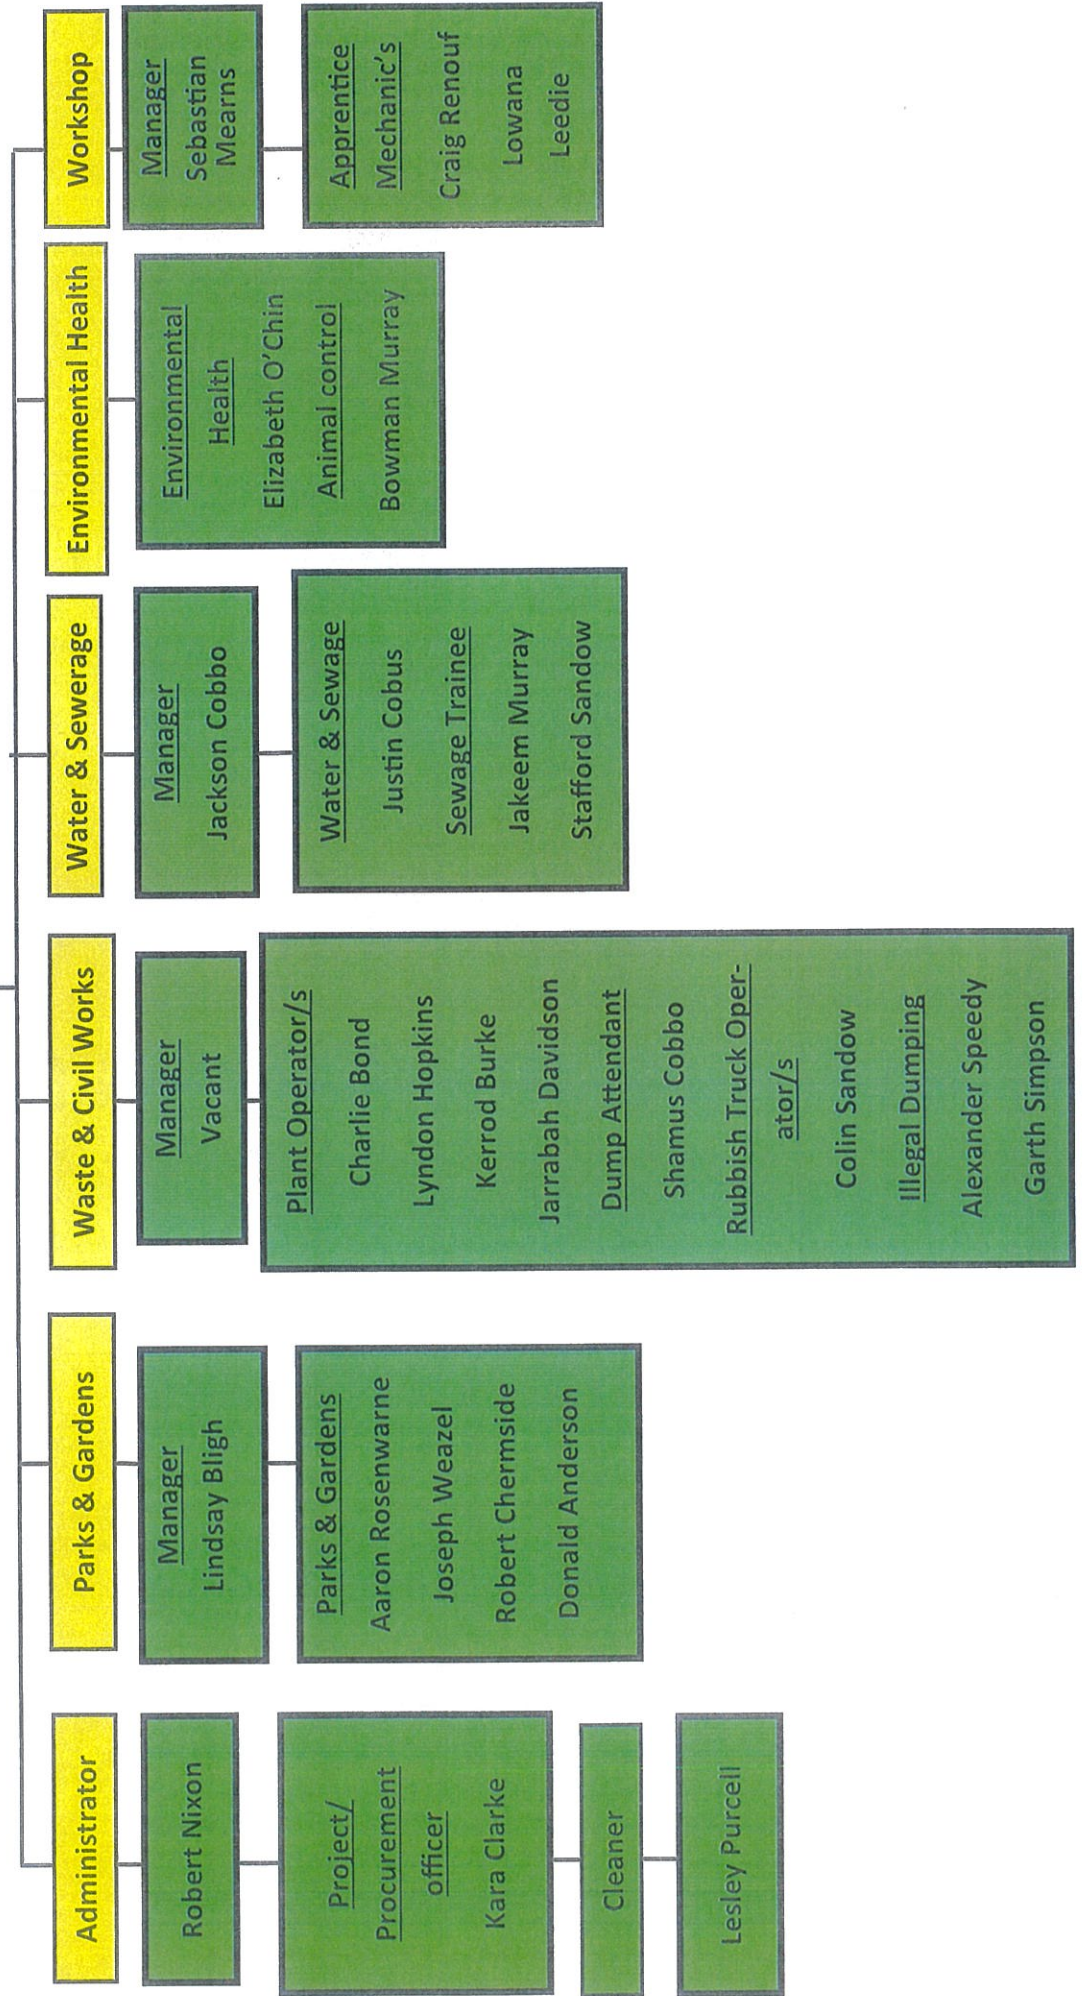 Administrator
Robert Nixon
Project/
Procurement
officer
Kara Clarke
Cleaner
Lesley Purcell
Parks & Gardens
Manager
Lindsay Bligh
Parks & Gardens
Aaron Rosenwarne
Joseph Weazel
Robert Chermside
Donald Anderson
Waste & Civil Works
Manager
Vacant
Plant Operator/s
Charlie Bond
Lyndon Hopkins
Kerrod Burke
Jarrabah Davidson
Dump Attendant
Shamus Cobbo
Rubbish Truck Oper-
ator/s
Colin Sandow
Illegal Dumping
Alexander Speedy
Garth Simpson
Water & Sewerage
Manager
Jackson Cobbo
Water & Sewage
Justin Cobus
Sewage Trainee
Jakeem Murray
Stafford Sandow
Environmental Health
Environmental
Health
Elizabeth O'Chin
Animal control
Bowman Murray
Workshop
Manager
Sebastian
Mearns
Apprentice
Mechanic's
Craig Renouf
Lowana
Leedie